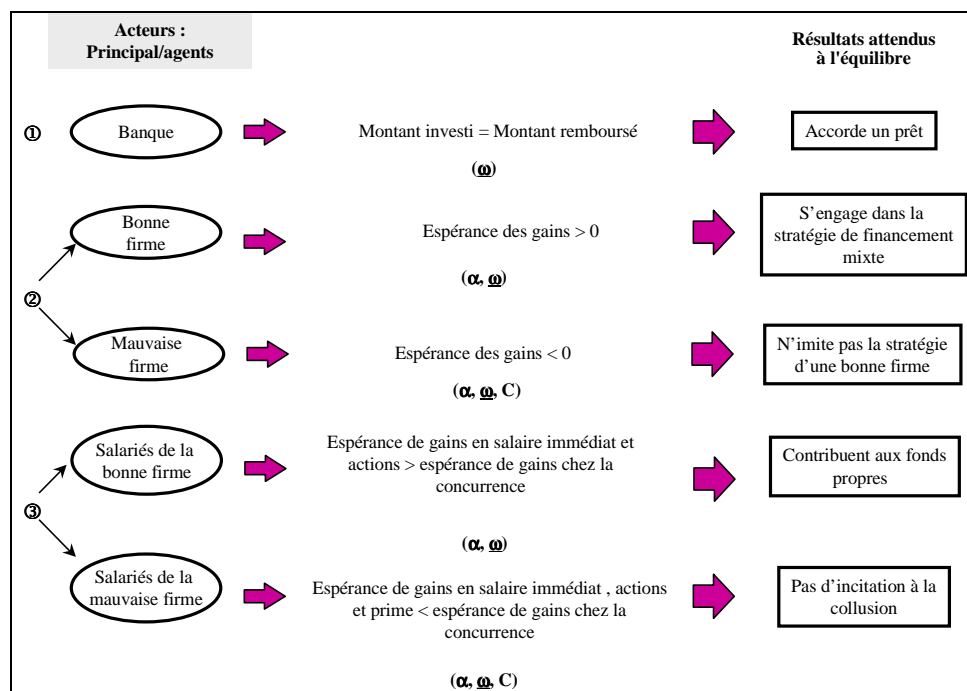 Acteurs :
Principal/agents
Résultats attendus
à l'équilibre
①
Banque
Montant investi = Montant remboursé
(ω)
Accorde un prêt
②
Bonne
firme
Espérance des gains > 0
(α, ω)
S'engage dans la
stratégie de financement
mixte
Mauvaise
firme
Espérance des gains < 0
(α, ω, C)
N'imite pas la stratégie
d'une bonne firme
③
Salariés de la
bonne firme
Espérance de gains en salaire immédiat et
actions > espérance de gains chez la
concurrence
(α, ω)
Contribuent aux fonds
propres
Salariés de la
mauvaise firme
Espérance de gains en salaire immédiat , actions
et prime < espérance de gains chez la
concurrence
(α, ω, C)
Pas d'incitation à la
collusion